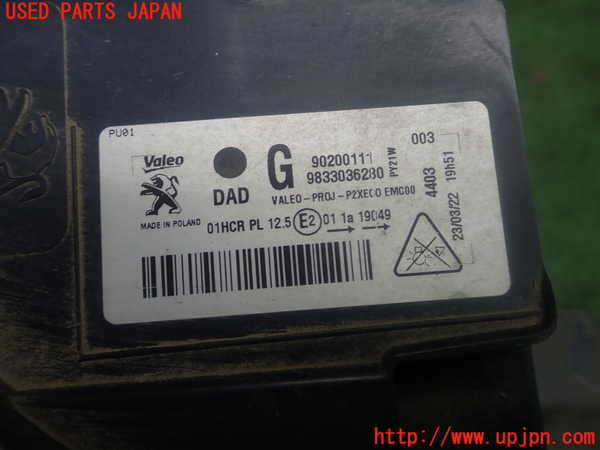 USED PARTS JAPAN
PU01
Valeo
DAD
G
90200111
9833036280
PY21W
003
VALEO-PROJ-P2XECO EMC00
MADE IN POLAND
01HCR PL 12.5 E2 01 1a 19049
4403
23/03/22 19h51
http://www.upjpn.com/